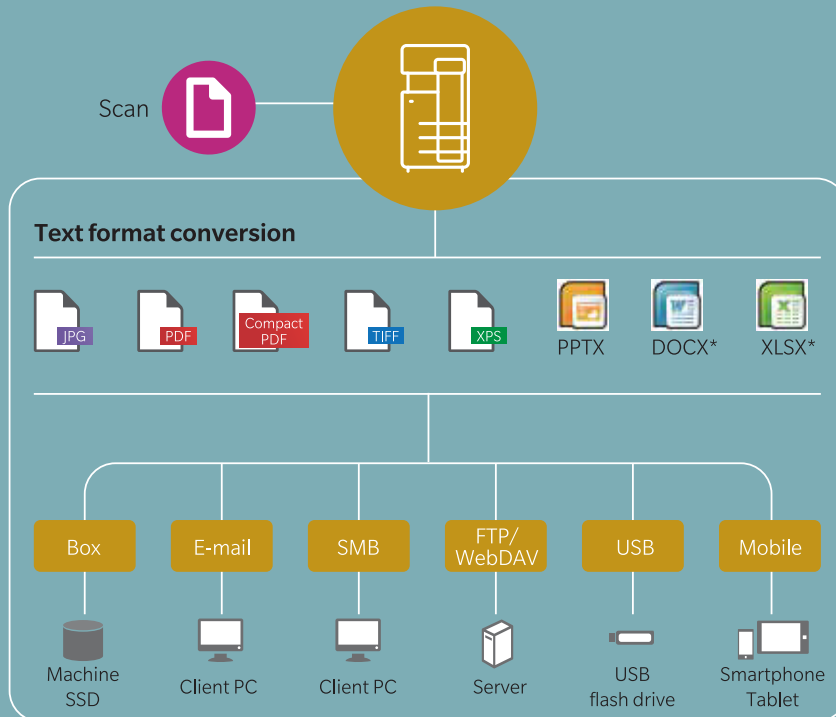 Scan
Text format conversion
JPG
PDF
Compact
PDF
TIFF
XPS
PPTX
DOCX*
XLSX*
Box
E-mail
SMB
FTP/
WebDAV
USB
Mobile
Machine
SSD
Client PC
Client PC
Server
USB
flash drive
Smartphone
Tablet